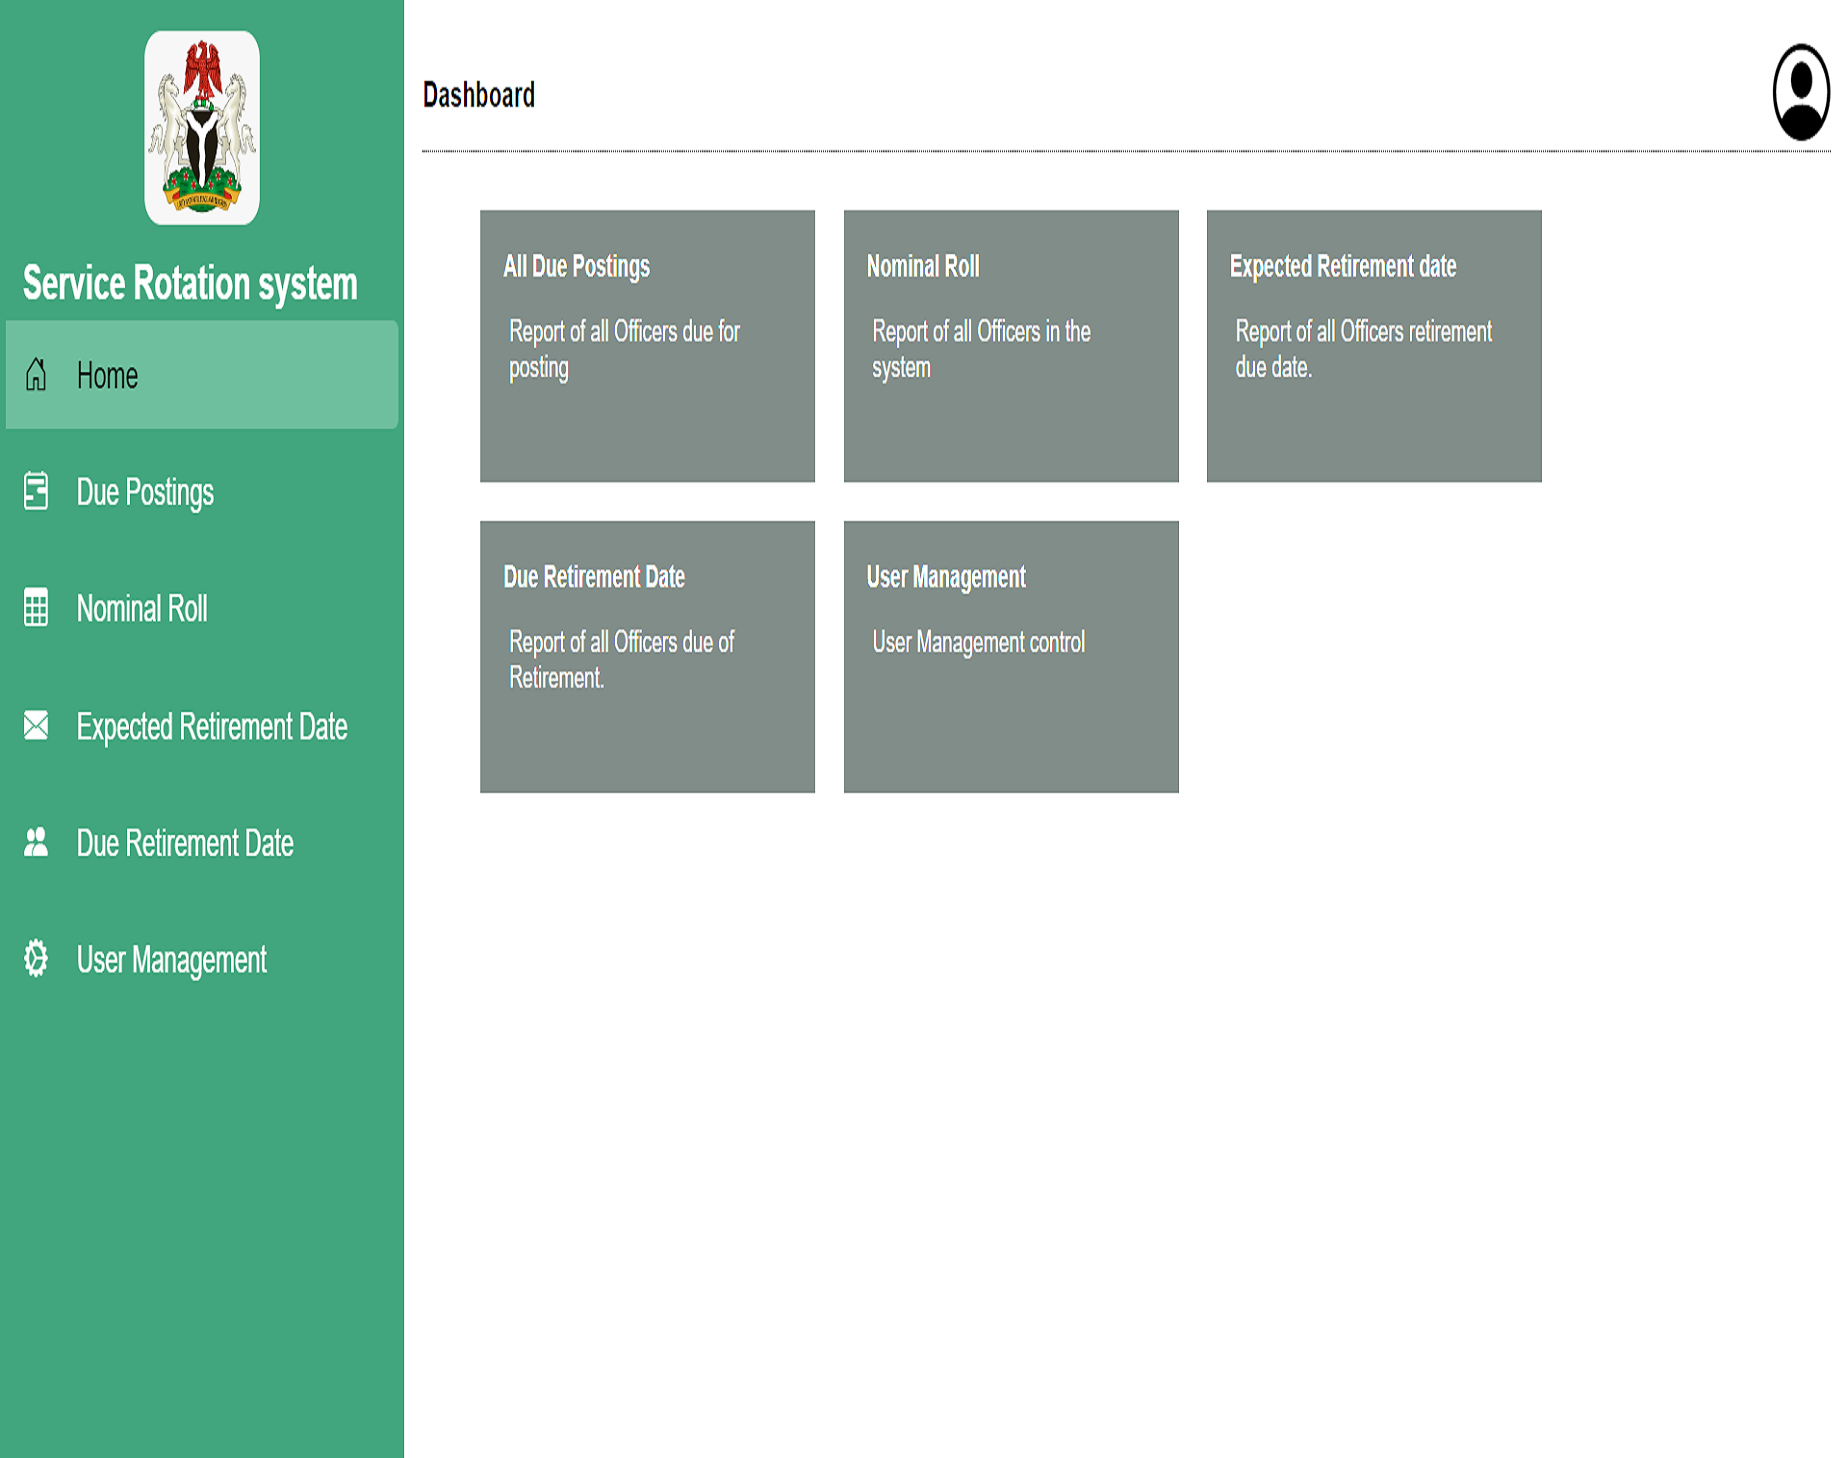 Service Rotation system
Home
Due Postings
Nominal Roll
Expected Retirement Date
Due Retirement Date
User Management
Dashboard
All Due Postings
Report of all Officers due for
posting
Nominal Roll
Report of all Officers in the
system
Expected Retirement date
Report of all Officers retirement
due date.
Due Retirement Date
Report of all Officers due of
Retirement.
User Management
User Management control